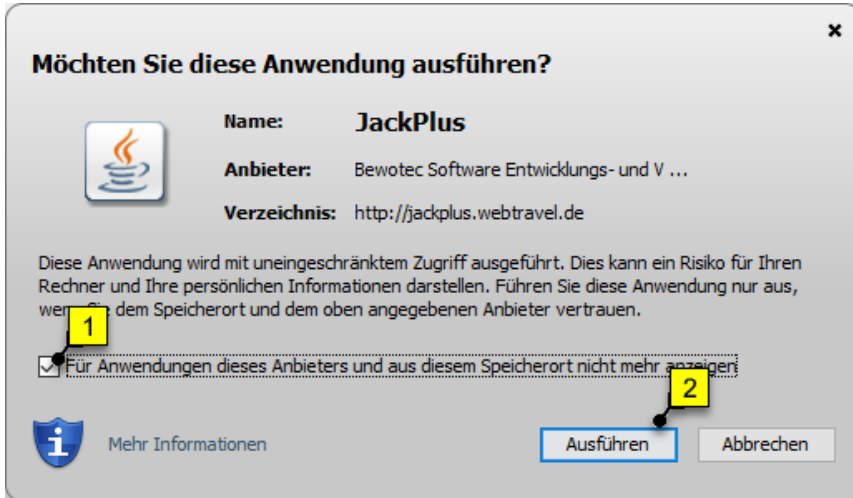 Möchten Sie diese Anwendung ausführen?
Name: JackPlus
Anbieter: Bewotec Software Entwicklungs- und V ...
Verzeichnis: http://jackplus.webtravel.de
Diese Anwendung wird mit uneingeschränktem Zugriff ausgeführt. Dies kann ein Risiko für Ihren
Rechner und Ihre persönlichen Informationen darstellen. Führen Sie diese Anwendung nur aus,
wenn Sie dem Speicherort und dem oben angegebenen Anbieter vertrauen.
1
Für Anwendungen dieses Anbieters und aus diesem Speicherort nicht mehr anzeigen
2
Mehr Informationen Ausführen Abbrechen